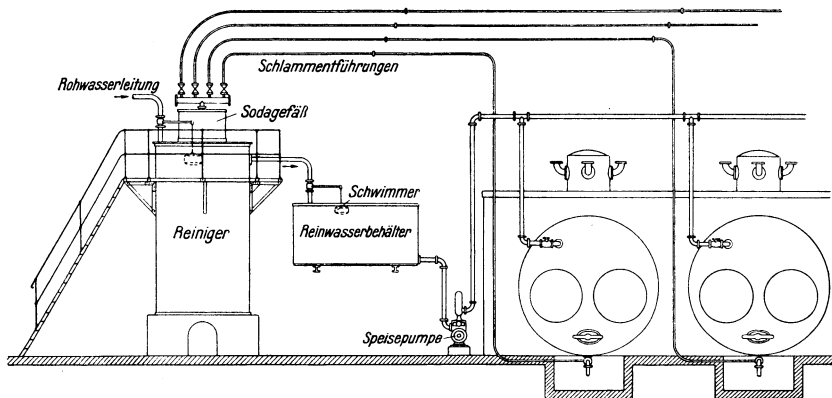 Schlammentführungen
Rohwasserleitung
Sodagefäß
Schwimmer
Reiniger
Reinwasserbehälter
Speisepumpe